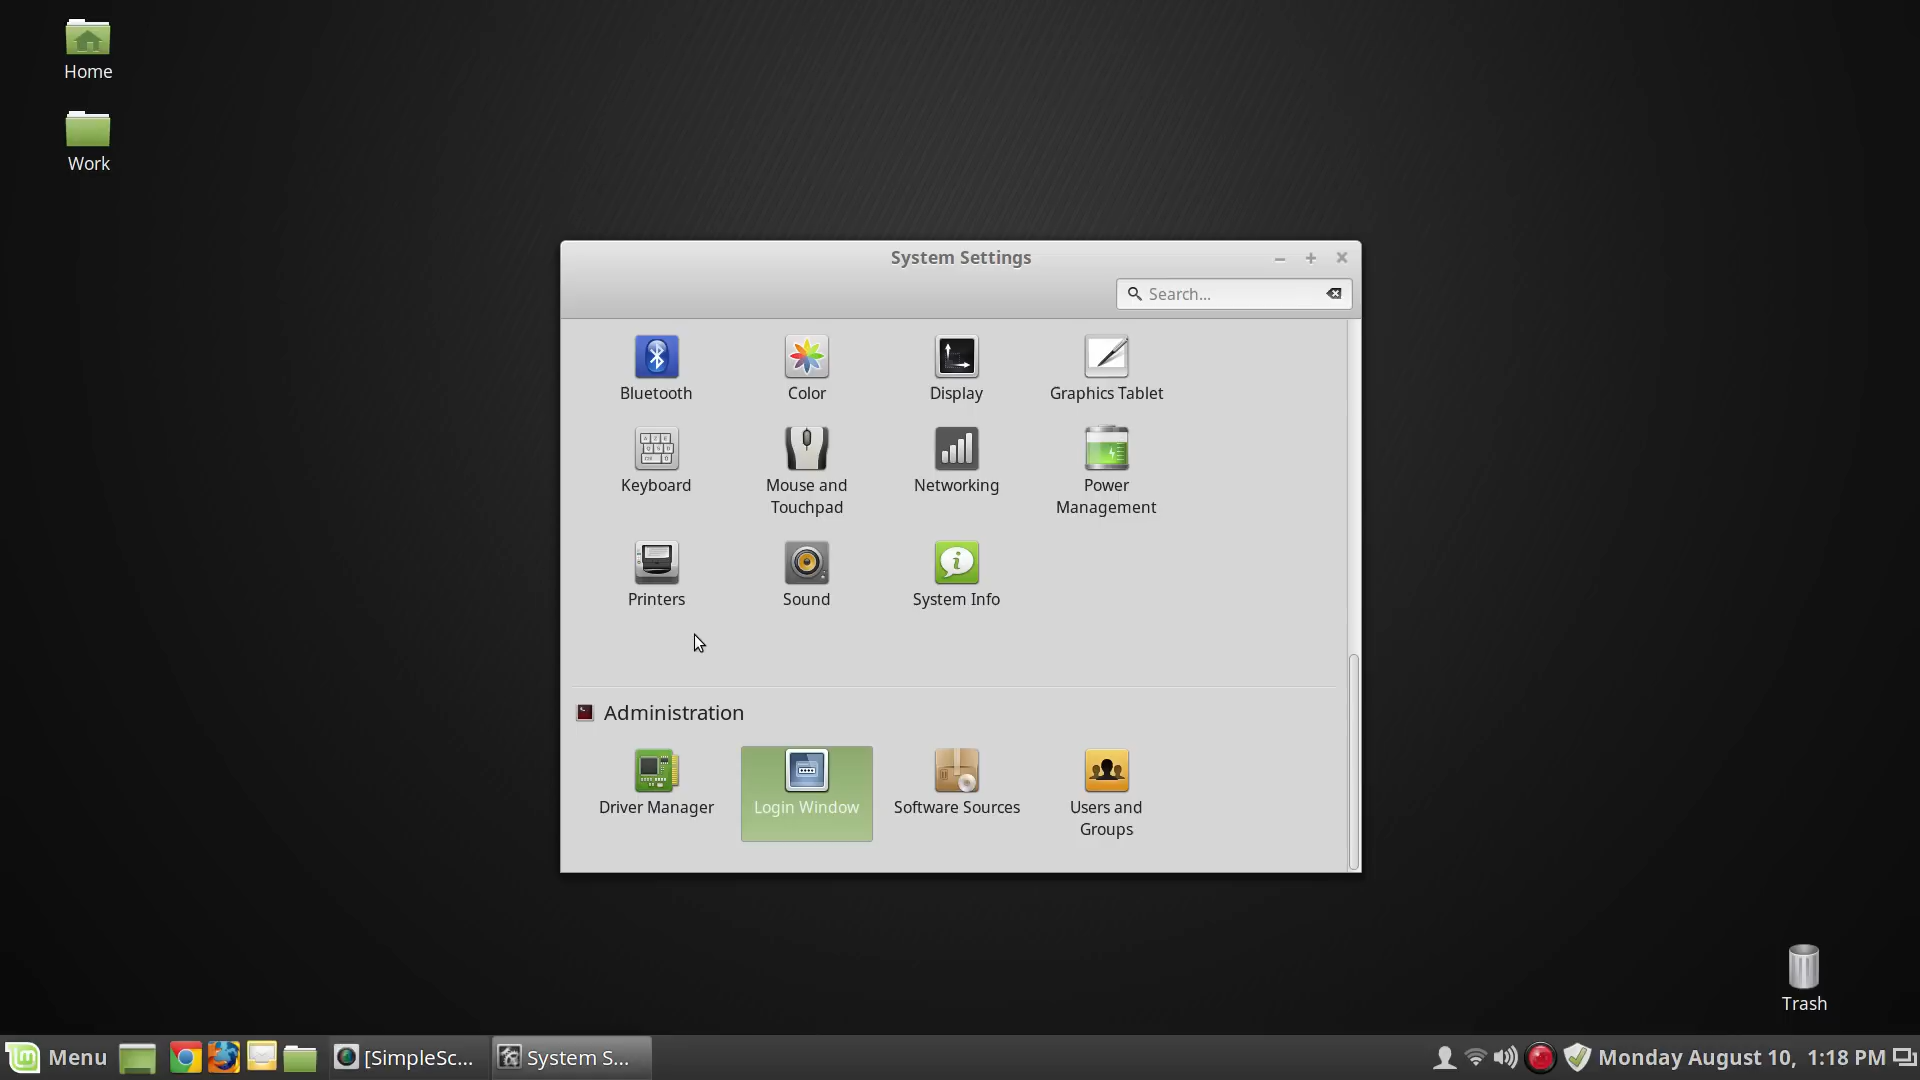 Home
Work
System Settings
Search...
Bluetooth
Color
Display
Graphics Tablet
Keyboard
Mouse and
Touchpad
Networking
Power
Management
Printers
Sound
System Info
Administration
Driver Manager
Login Window
Software Sources
Users and
Groups
Trash
Menu
[SimpleSc...
System S...
Monday August 10, 1:18 PM